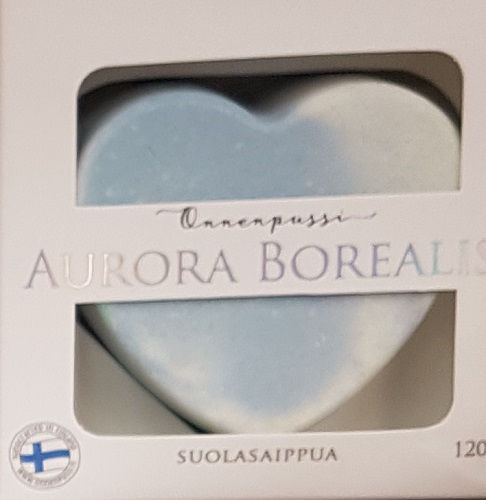 Onnenpussi
AURORA BOREALIS
SUOLASAIPPUA
120